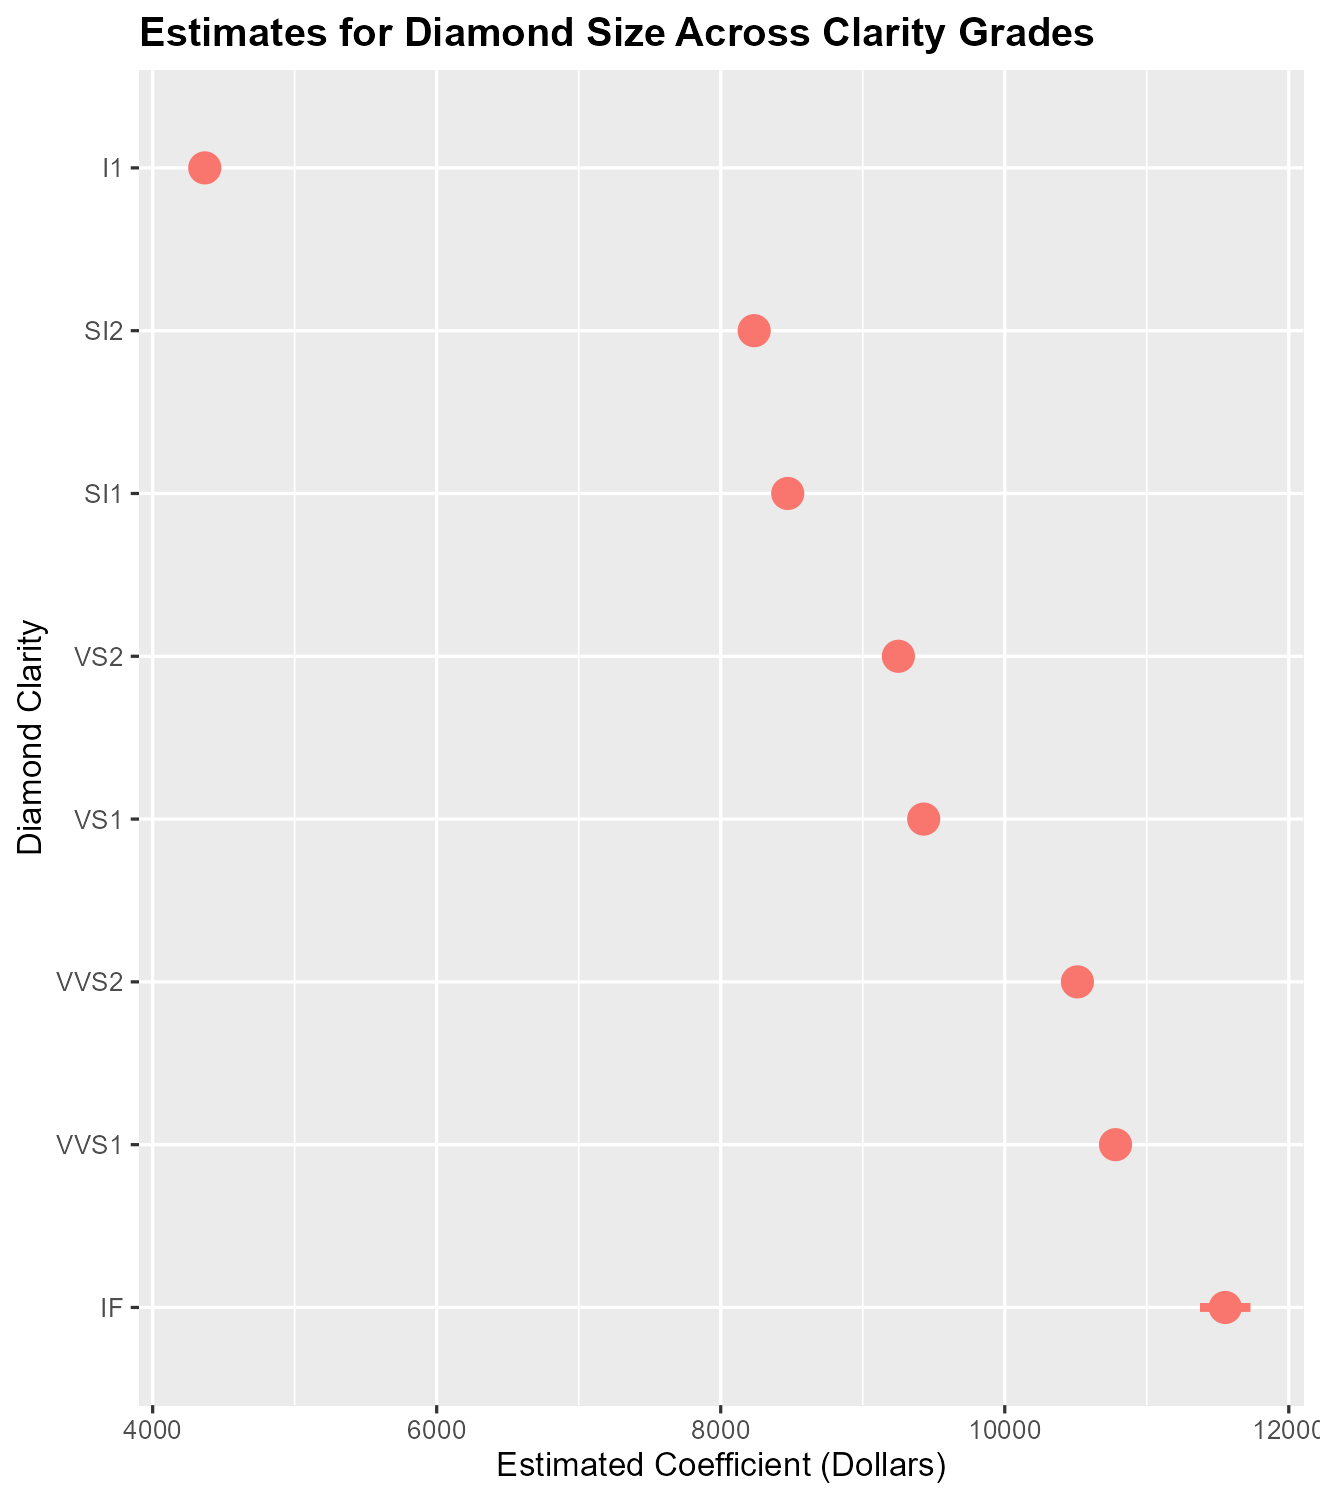 Estimates for Diamond Size Across Clarity Grades
I1
SI2
SI1
VS2
VS1
VVS2
VVS1
IF
Diamond Clarity
4000 6000 8000 10000 12000
Estimated Coefficient (Dollars)